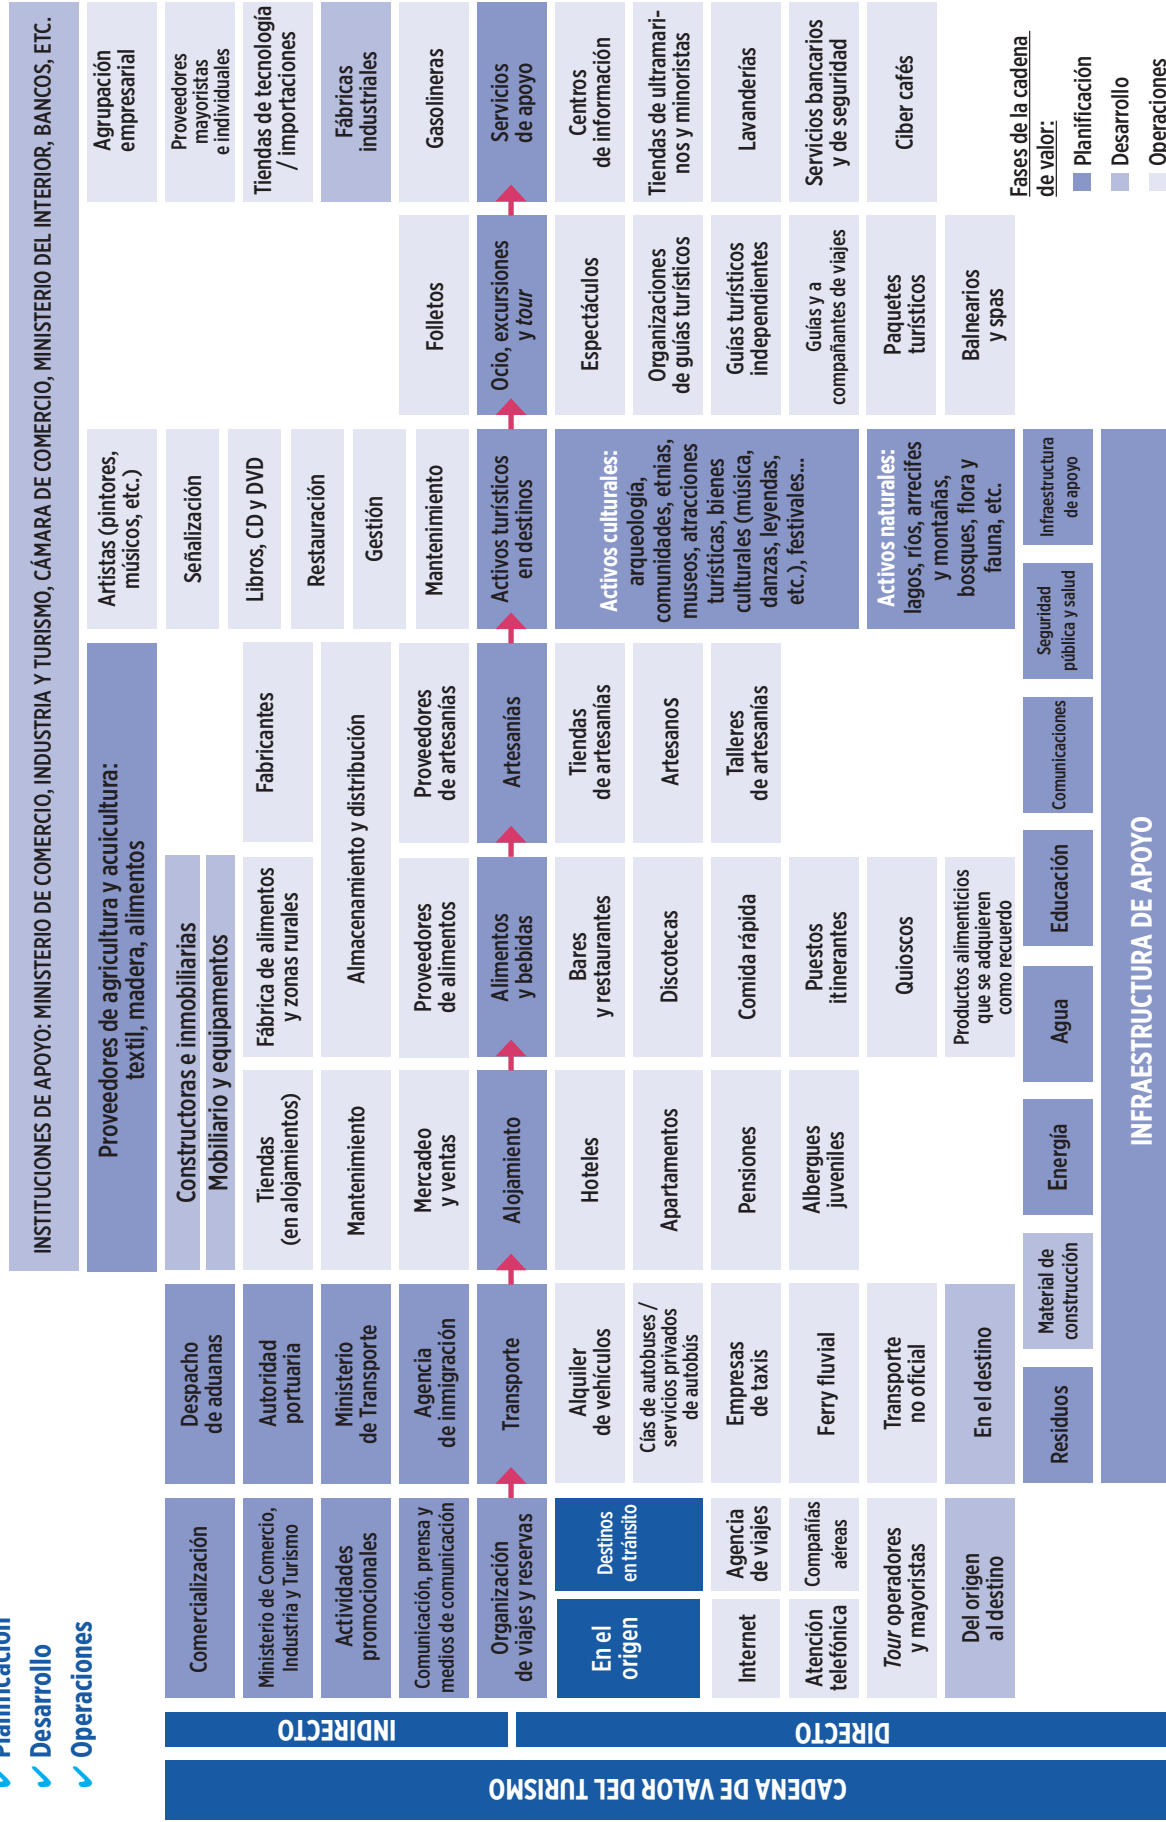 ✓ Planificación
✓ Desarrollo
✓ Operaciones
CADENA DE VALOR DEL TURISMO
INDIRECTO
DIRECTO
INSTITUCIONES DE APOYO: MINISTERIO DE COMERCIO, INDUSTRIA Y TURISMO, CÁMARA DE COMERCIO, MINISTERIO DEL INTERIOR, BANCOS, ETC.
Proveedores de agricultura y acuicultura:
textil, madera, alimentos
Artistas (pintores,
músicos, etc.)
Agrupación
empresarial
Comercialización
Despacho
de aduanas
Constructoras e inmobiliarias
Mobiliario y equipamentos
Señalización
Proveedores
mayoristas
e individuales
Ministerio de Comercio,
Industria y Turismo
Autoridad
portuaria
Tiendas
(en alojamientos)
Fábrica de alimentos
y zonas rurales
Fabricantes
Libros, CD y DVD
Tiendas de tecnología
/ importaciones
Actividades
promocionales
Ministerio
de Transporte
Mantenimiento
Almacenamiento y distribución
Restauración
Gestión
Fábricas
industriales
Comunicación, prensa y
medios de comunicación
Agencia
de inmigración
Mercadeo
y ventas
Proveedores
de alimentos
Proveedores
de artesanías
Mantenimiento
Folletos
Gasolineras
Organización
de viajes y reservas
Transporte
Alojamiento
Alimentos
y bebidas
Artesanías
Activos turísticos
en destinos
Ocio, excursiones
y tour
Servicios
de apoyo
En el
origen
Destinos
en tránsito
Alquiler
de vehículos
Hoteles
Bares
y restaurantes
Tiendas
de artesanías
Activos culturales:
arqueología,
comunidades, etnias,
museos, atracciones
turísticas, bienes
culturales (música,
danzas, leyendas,
etc.), festivales...
Espectáculos
Centros
de información
Cías de autobuses /
servicios privados
de autobús
Apartamentos
Discotecas
Artesanos
Organizaciones
de guías turísticos
Tiendas de ultramari-
nos y minoristas
Internet
Agencia
de viajes
Empresas
de taxis
Pensiones
Comida rápida
Talleres
de artesanías
Guías turísticos
independientes
Lavanderías
Atención
telefónica
Compañías
aéreas
Ferry fluvial
Albergues
juveniles
Puestos
itinerantes
Guías y a
compañantes de viajes
Servicios bancarios
y de seguridad
Tour operadores
y mayoristas
Transporte
no oficial
Quioscos
Activos naturales:
lagos, ríos, arrecifes
y montañas,
bosques, flora y
fauna, etc.
Paquetes
turísticos
Ciber cafés
Del origen
al destino
En el destino
Productos alimenticios
que se adquieren
como recuerdo
Balnearios
y spas
Residuos
Material de
construcción
Energía
Agua
Educación
Comunicaciones
Seguridad
pública y salud
Infraestructura
de apoyo
INFRAESTRUCTURA DE APOYO
Fases de la cadena
de valor:
Planificación
Desarrollo
Operaciones